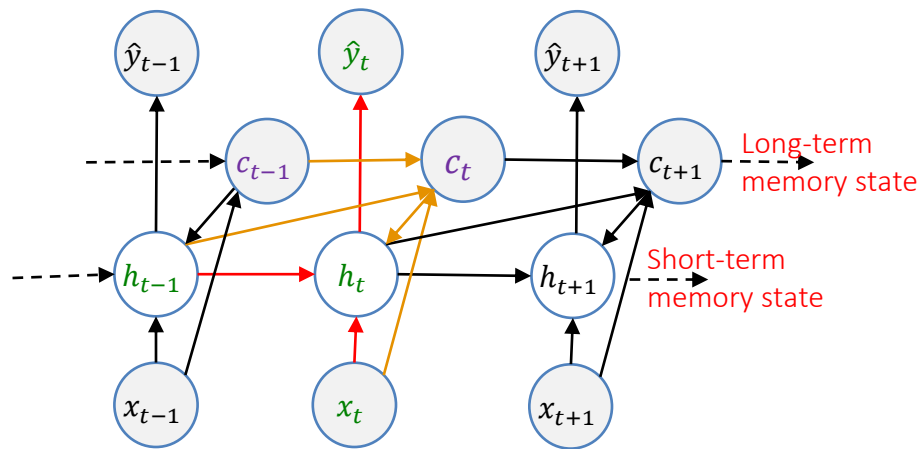 ŷₜ₋₁ ŷₜ ŷₜ₊₁
cₜ₋₁ cₜ cₜ₊₁ Long-term
memory state
hₜ₋₁ hₜ hₜ₊₁ Short-term
memory state
xₜ₋₁ xₜ xₜ₊₁